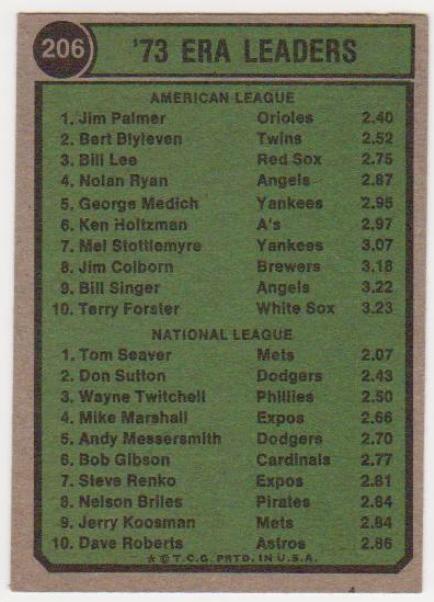 206
'73 ERA LEADERS
AMERICAN LEAGUE
1. Jim Palmer Orioles 2.40
2. Bert Blyleven Twins 2.52
3. Bill Lee Red Sox 2.75
4. Nolan Ryan Angels 2.87
5. George Medich Yankees 2.95
6. Ken Holtzman A's 2.97
7. Mel Stottlemyre Yankees 3.07
8. Jim Colborn Brewers 3.18
9. Bill Singer Angels 3.22
10. Terry Forster White Sox 3.23
NATIONAL LEAGUE
1. Tom Seaver Mets 2.07
2. Don Sutton Dodgers 2.43
3. Wayne Twitchell Phillies 2.50
4. Mike Marshall Expos 2.66
5. Andy Messersmith Dodgers 2.70
6. Bob Gibson Cardinals 2.77
7. Steve Renko Expos 2.81
8. Nelson Briles Pirates 2.84
9. Jerry Koosman Mets 2.84
10. Dave Roberts Astros 2.86
★ © T.C.G. PRTD. IN U.S.A.